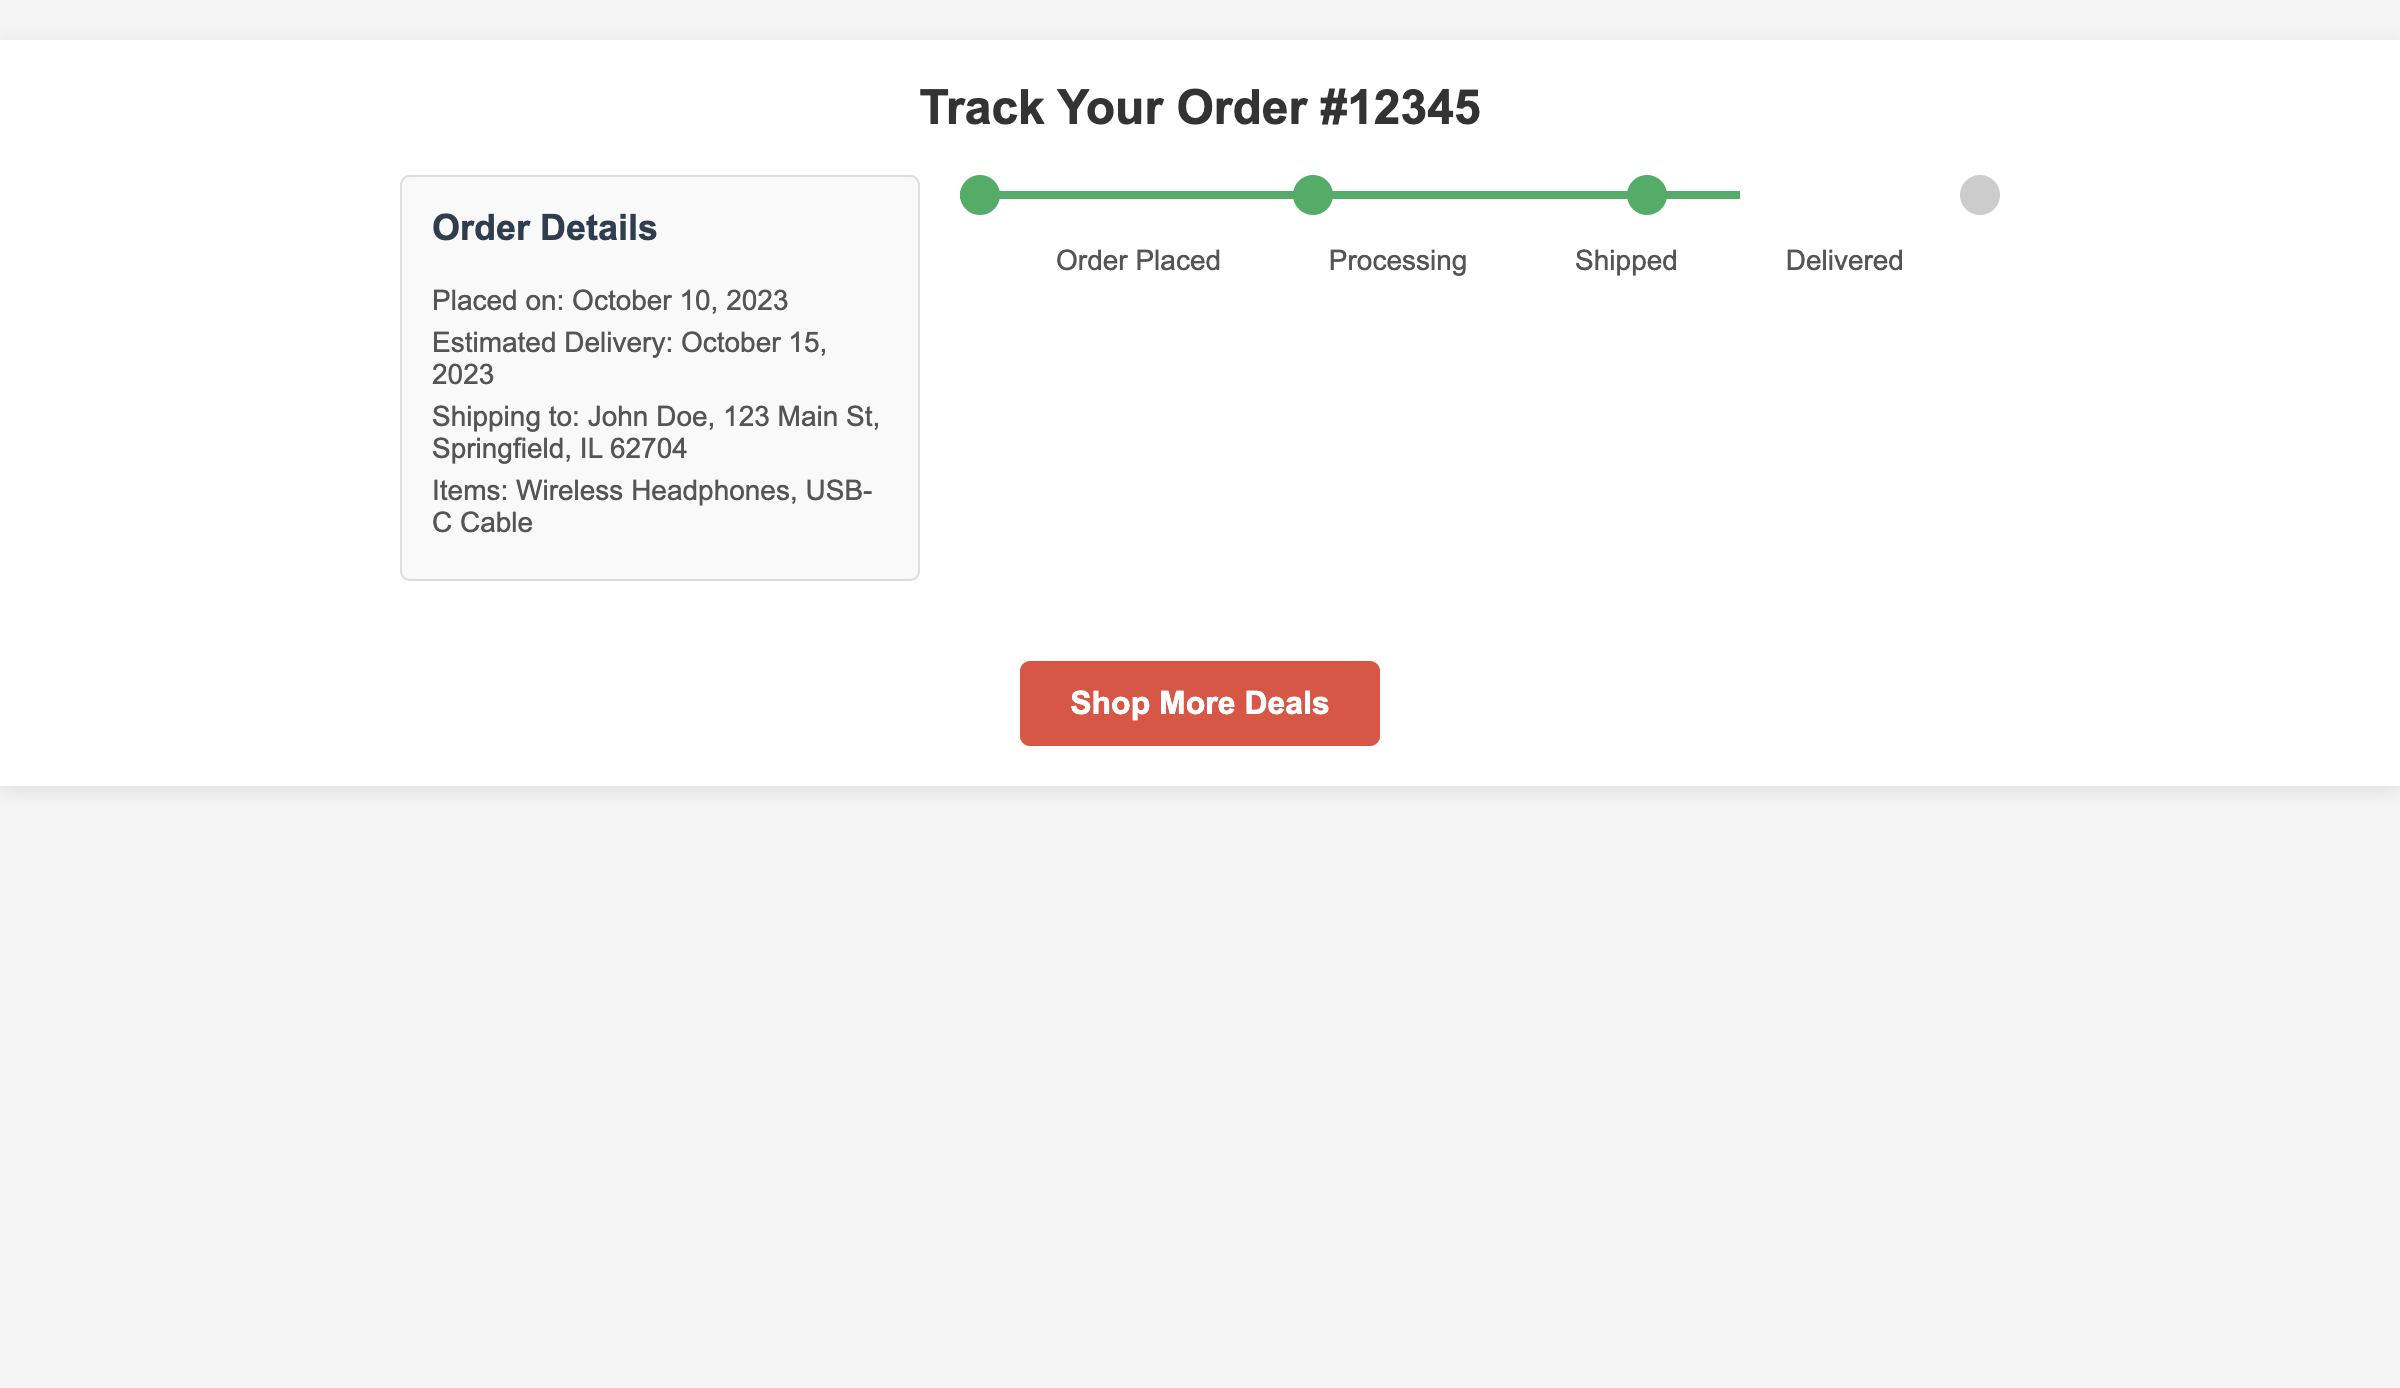 Track Your Order #12345
Order Details
Placed on: October 10, 2023
Estimated Delivery: October 15,
2023
Shipping to: John Doe, 123 Main St,
Springfield, IL 62704
Items: Wireless Headphones, USB-
C Cable
Order Placed
Processing
Shipped
Delivered
Shop More Deals